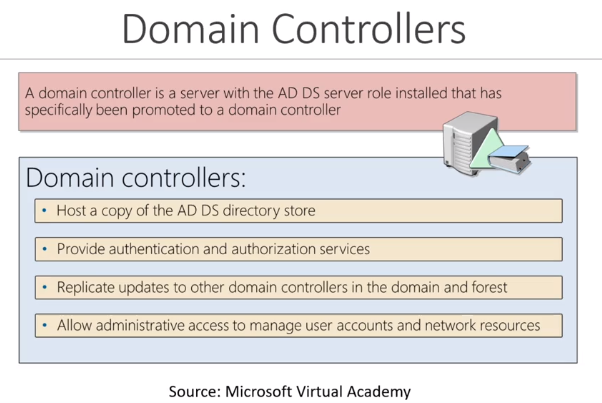 Domain Controllers
A domain controller is a server with the AD DS server role installed that has
specifically been promoted to a domain controller
Domain controllers:
• Host a copy of the AD DS directory store
• Provide authentication and authorization services
• Replicate updates to other domain controllers in the domain and forest
• Allow administrative access to manage user accounts and network resources
Source: Microsoft Virtual Academy